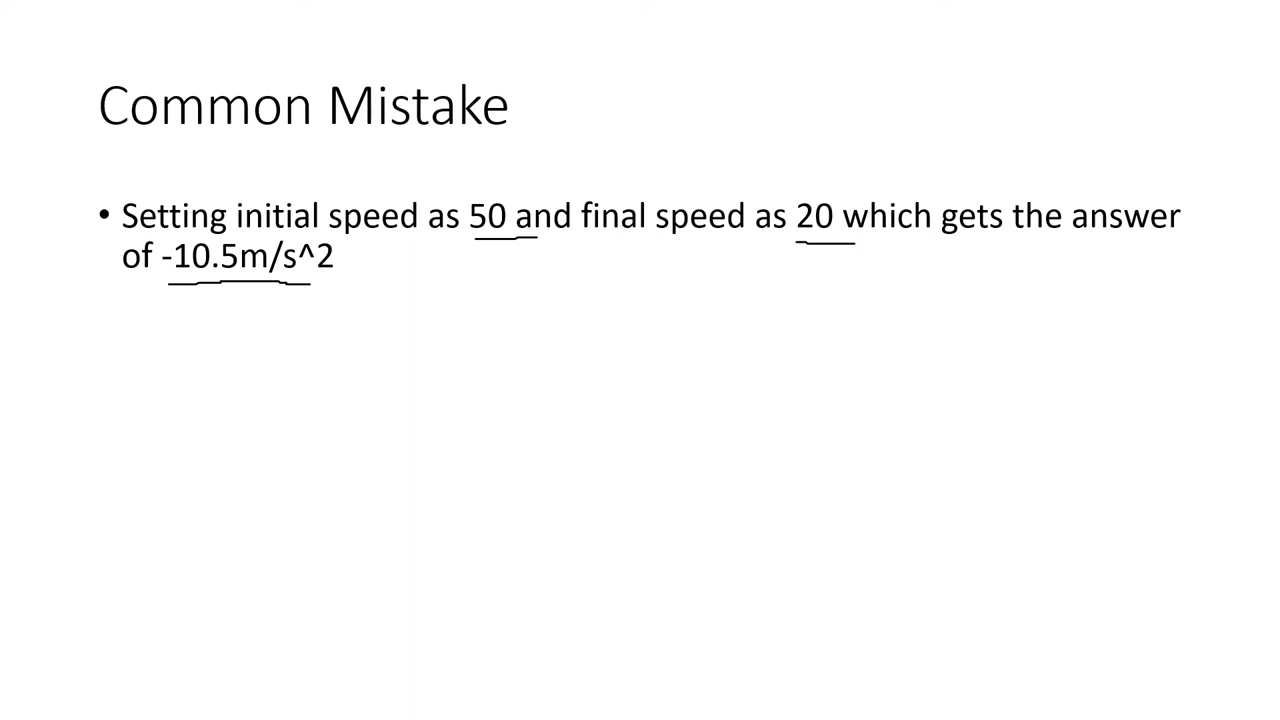 Common Mistake
• Setting initial speed as 50 and final speed as 20 which gets the answer
of -10.5m/s^2